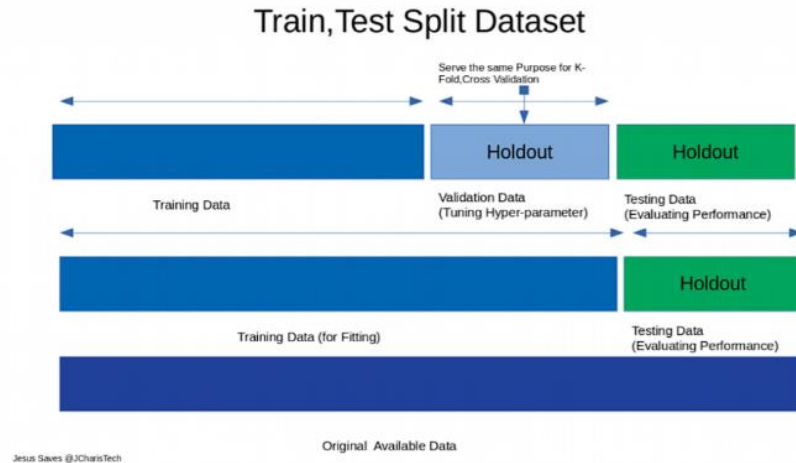 Train,Test Split Dataset
Serve the same Purpose for K-
Fold,Cross Validation
Holdout
Holdout
Training Data
Validation Data
(Tuning Hyper-parameter)
Testing Data
(Evaluating Performance)
Holdout
Training Data (for Fitting)
Testing Data
(Evaluating Performance)
Original Available Data
Jesus Saves @JCharisTech